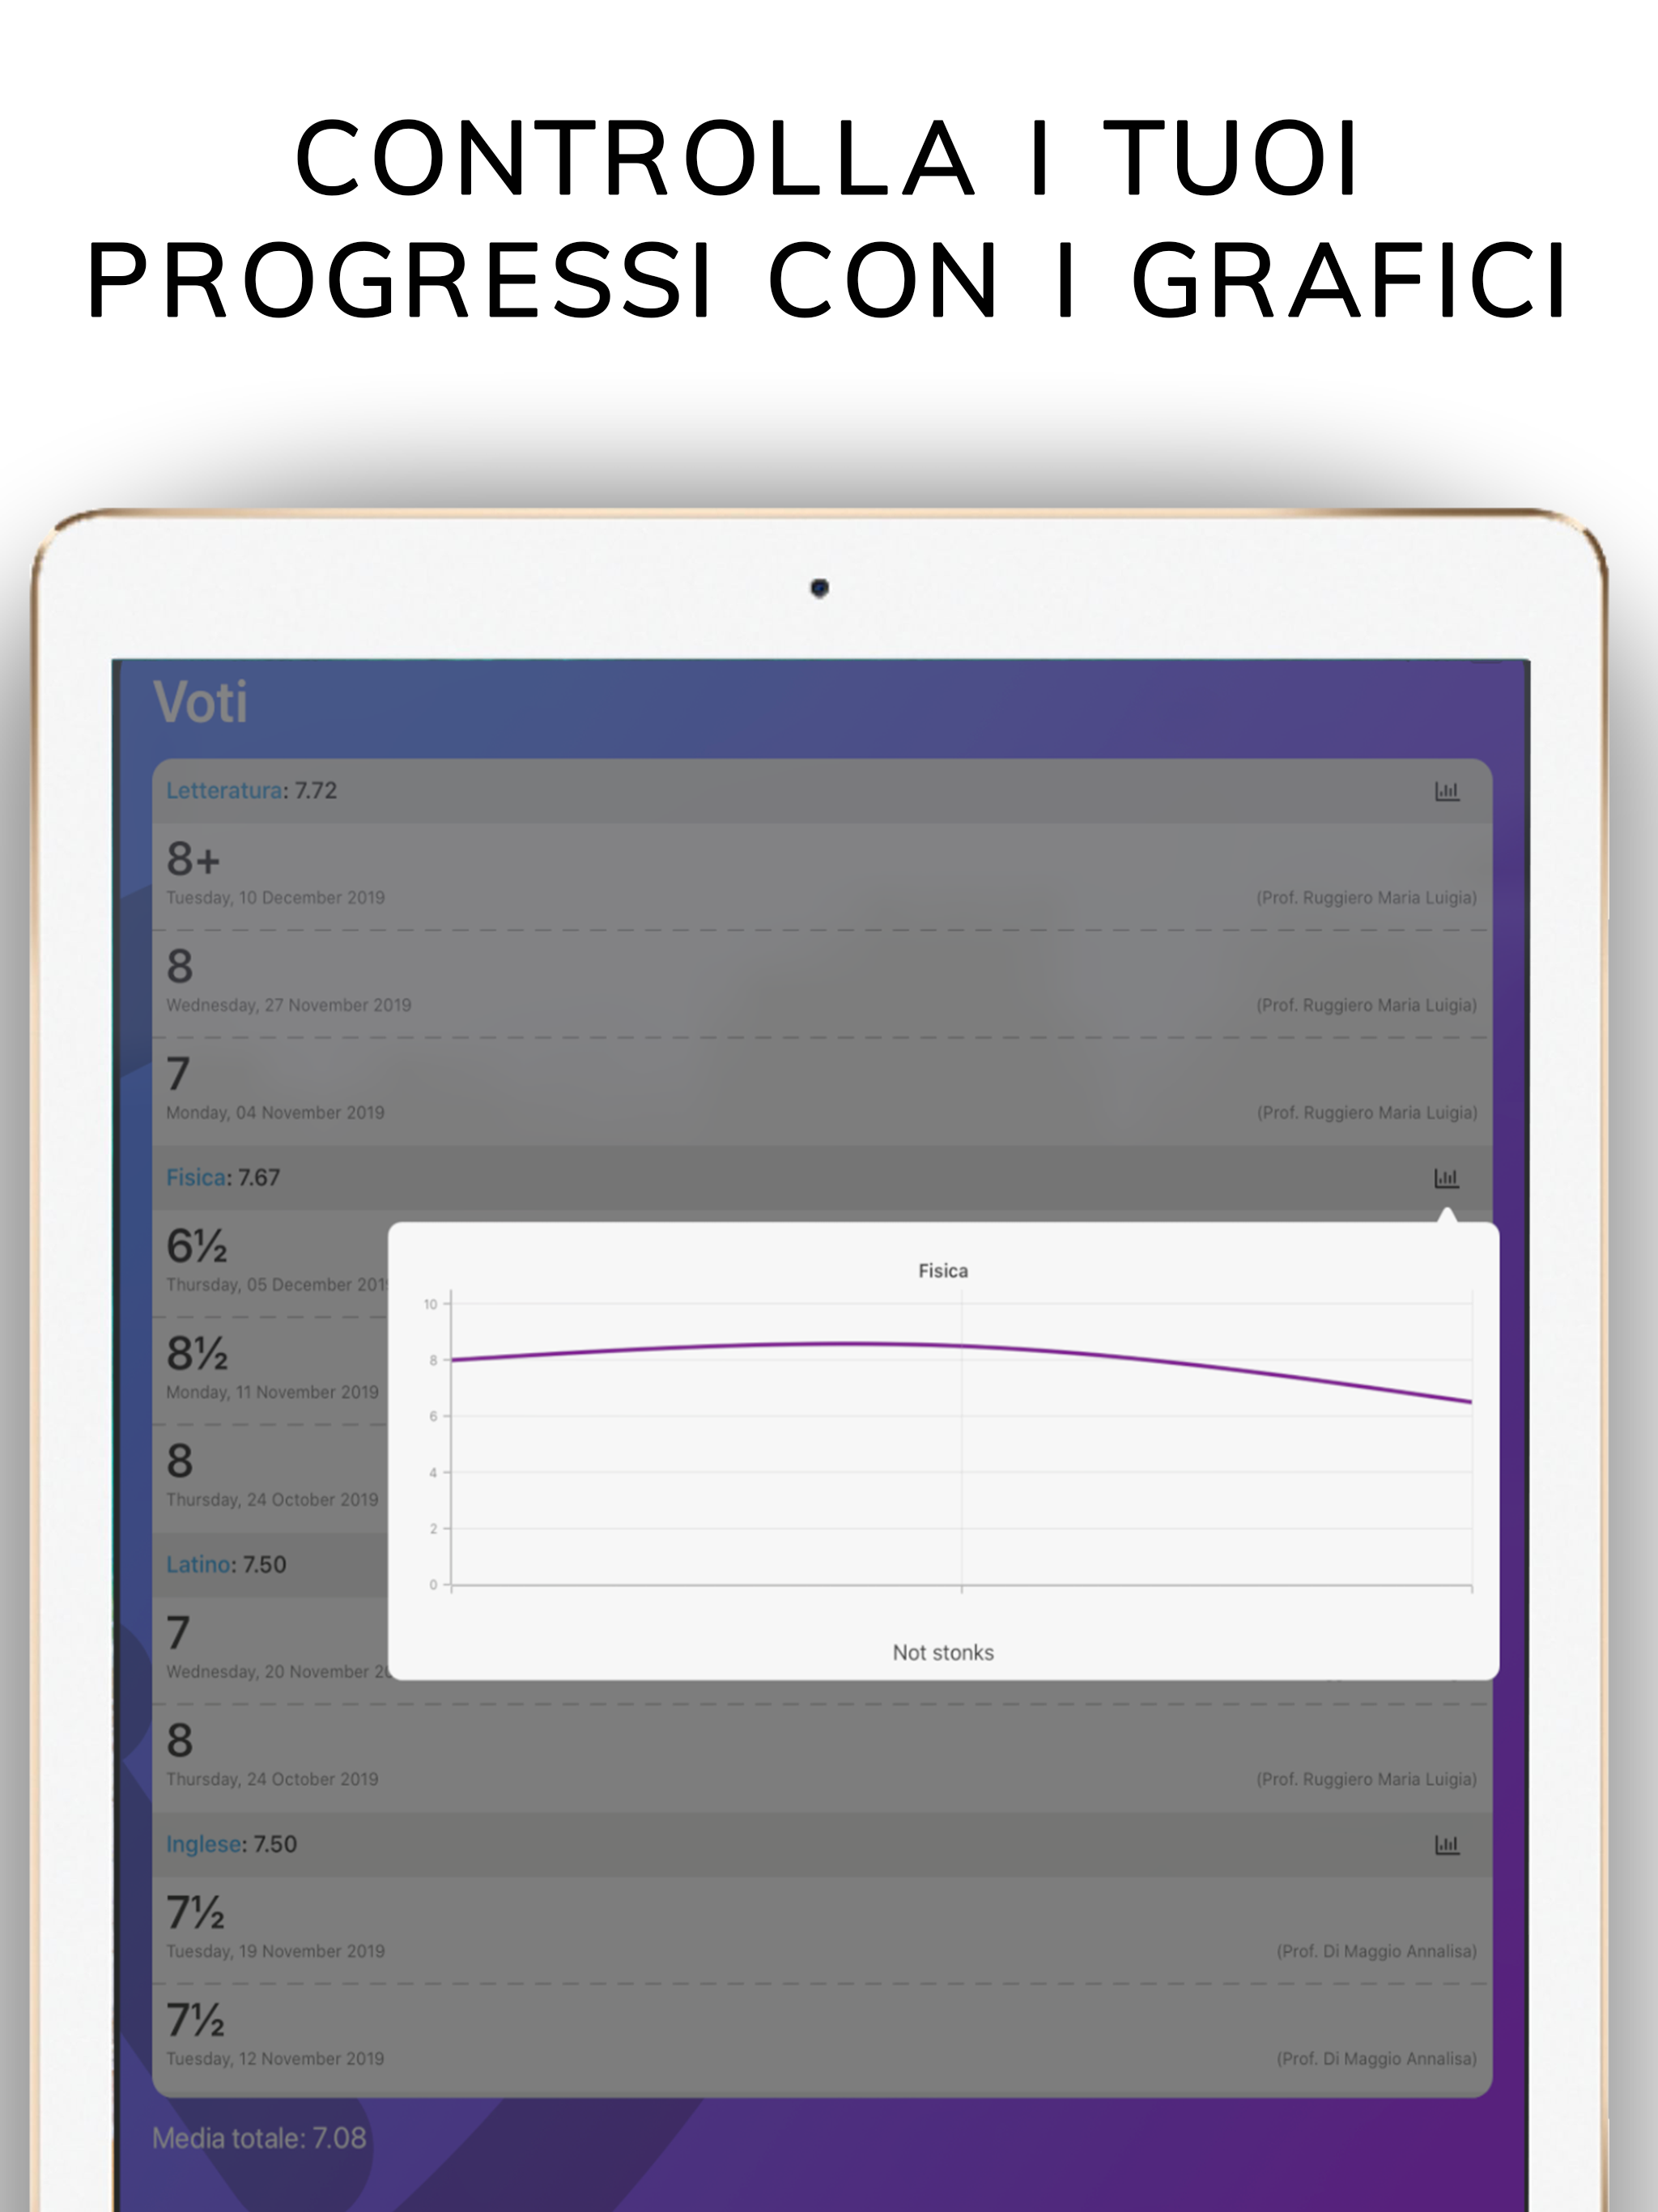 CONTROLLA I TUOI
PROGRESSI CON I GRAFICI
Voti
Letteratura: 7.72
8+
Tuesday, 10 December 2019 (Prof. Ruggiero Maria Luigia)
8
Wednesday, 27 November 2019 (Prof. Ruggiero Maria Luigia)
7
Monday, 04 November 2019 (Prof. Ruggiero Maria Luigia)
Fisica: 7.67
6½
Thursday, 05 December
8½
Monday, 11 November 2019
8
Thursday, 24 October 2019
Fisica
10
8
6
4
2
0
Not stonks
Latino: 7.50
7
Wednesday, 20 November
8
Thursday, 24 October 2019 (Prof. Ruggiero Maria Luigia)
Inglese: 7.50
7½
Tuesday, 19 November 2019 (Prof. Di Maggio Annalisa)
7½
Tuesday, 12 November 2019 (Prof. Di Maggio Annalisa)
Media totale: 7.08